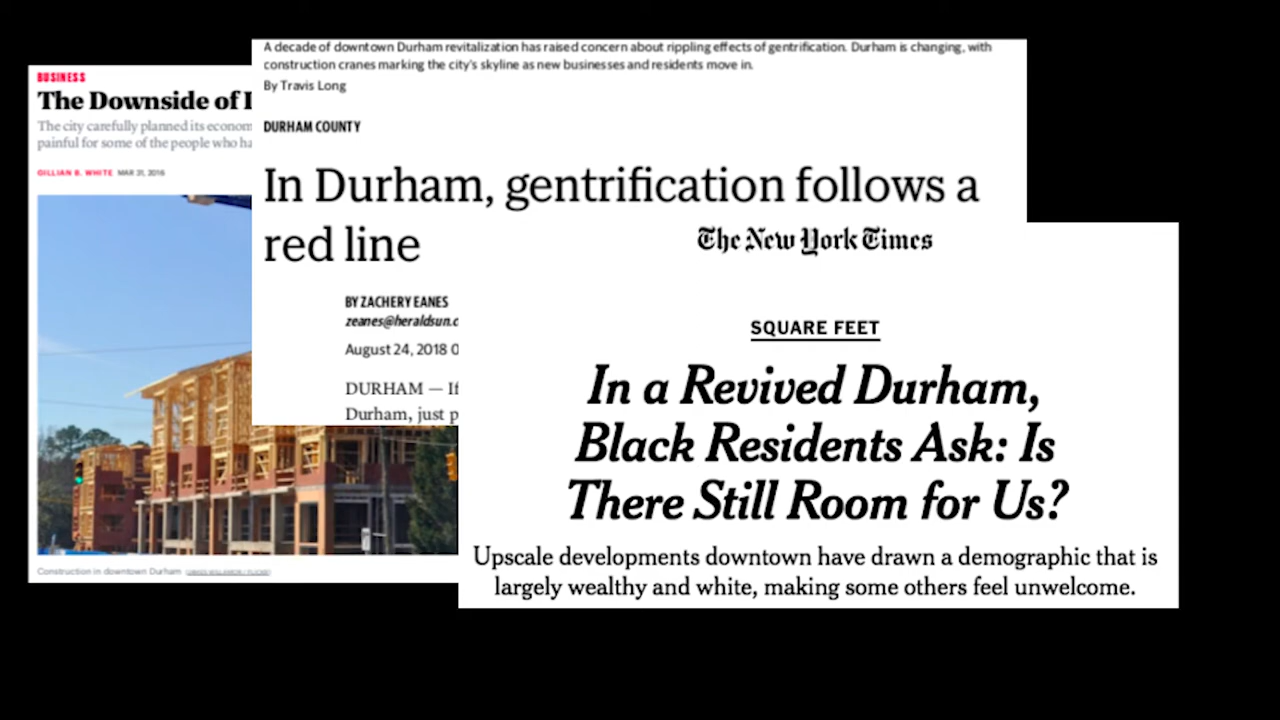 BUSINESS
The Downside of
The city carefully planned its econom
painful for some of the people who ha
GILLIAN B. WHITE MAR 31, 2016
Construction in downtown Durham
A decade of downtown Durham revitalization has raised concern about rippling effects of gentrification. Durham is changing, with
construction cranes marking the city's skyline as new businesses and residents move in.
By Travis Long
DURHAM COUNTY
In Durham, gentrification follows a
red line
BY ZACHERY EANES
zeanes@heraldsun.c
August 24, 2018 0
DURHAM — If
Durham, just p
The New York Times
SQUARE FEET
In a Revived Durham,
Black Residents Ask: Is
There Still Room for Us?
Upscale developments downtown have drawn a demographic that is
largely wealthy and white, making some others feel unwelcome.